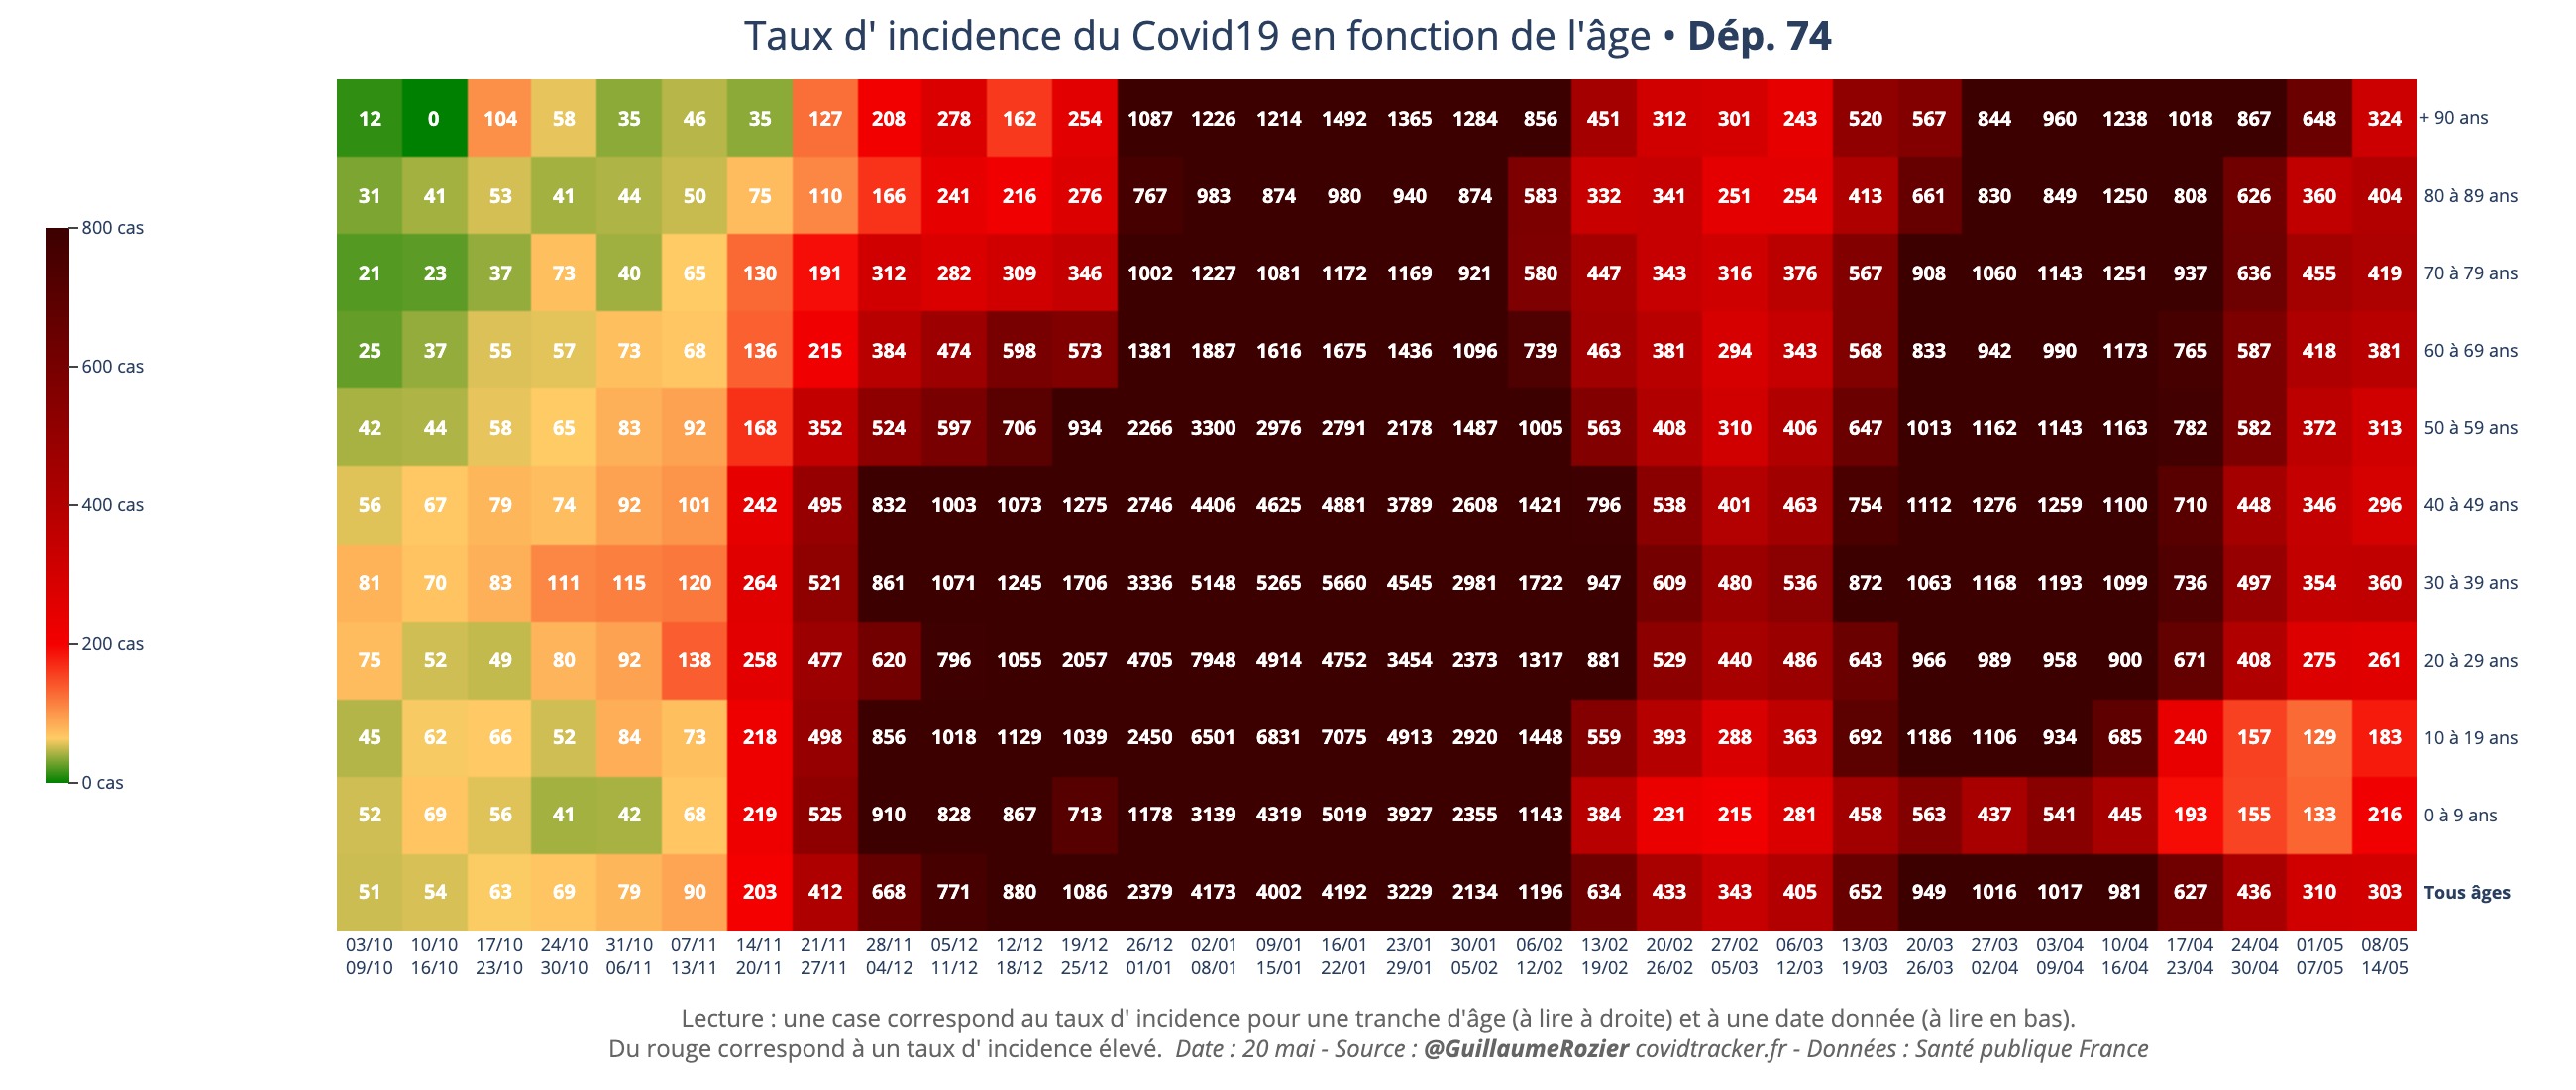 Taux d' incidence du Covid19 en fonction de l'âge • Dép. 74
800 cas
600 cas
400 cas
200 cas
0 cas
12 0 104 58 35 46 35 127 208 278 162 254 1087 1226 1214 1492 1365 1284 856 451 312 301 243 520 567 844 960 1238 1018 867 648 324 + 90 ans
31 41 53 41 44 50 75 110 166 241 216 276 767 983 874 980 940 874 583 332 341 251 254 413 661 830 849 1250 808 626 360 404 80 à 89 ans
21 23 37 73 40 65 130 191 312 282 309 346 1002 1227 1081 1172 1169 921 580 447 343 316 376 567 908 1060 1143 1251 937 636 455 419 70 à 79 ans
25 37 55 57 73 68 136 215 384 474 598 573 1381 1887 1616 1675 1436 1096 739 463 381 294 343 568 833 942 990 1173 765 587 418 381 60 à 69 ans
42 44 58 65 83 92 168 352 524 597 706 934 2266 3300 2976 2791 2178 1487 1005 563 408 310 406 647 1013 1162 1143 1163 782 582 372 313 50 à 59 ans
56 67 79 74 92 101 242 495 832 1003 1073 1275 2746 4406 4625 4881 3789 2608 1421 796 538 401 463 754 1112 1276 1259 1100 710 448 346 296 40 à 49 ans
81 70 83 111 115 120 264 521 861 1071 1245 1706 3336 5148 5265 5660 4545 2981 1722 947 609 480 536 872 1063 1168 1193 1099 736 497 354 360 30 à 39 ans
75 52 49 80 92 138 258 477 620 796 1055 2057 4705 7948 4914 4752 3454 2373 1317 881 529 440 486 643 966 989 958 900 671 408 275 261 20 à 29 ans
45 62 66 52 84 73 218 498 856 1018 1129 1039 2450 6501 6831 7075 4913 2920 1448 559 393 288 363 692 1186 1106 934 685 240 157 129 183 10 à 19 ans
52 69 56 41 42 68 219 525 910 828 867 713 1178 3139 4319 5019 3927 2355 1143 384 231 215 281 458 563 437 541 445 193 155 133 216 0 à 9 ans
51 54 63 69 79 90 203 412 668 771 880 1086 2379 4173 4002 4192 3229 2134 1196 634 433 343 405 652 949 1016 1017 981 627 436 310 303 Tous âges
03/10 10/10 17/10 24/10 31/10 07/11 14/11 21/11 28/11 05/12 12/12 19/12 26/12 02/01 09/01 16/01 23/01 30/01 06/02 13/02 20/02 27/02 06/03 13/03 20/03 27/03 03/04 10/04 17/04 24/04 01/05 08/05
09/10 16/10 23/10 30/10 06/11 13/11 20/11 27/11 04/12 11/12 18/12 25/12 01/01 08/01 15/01 22/01 29/01 05/02 12/02 19/02 26/02 05/03 12/03 19/03 26/03 02/04 09/04 16/04 23/04 30/04 07/05 14/05
Lecture : une case correspond au taux d' incidence pour une tranche d'âge (à lire à droite) et à une date donnée (à lire en bas).
Du rouge correspond à un taux d' incidence élevé. Date : 20 mai - Source : @GuillaumeRozier covidtracker.fr - Données : Santé publique France